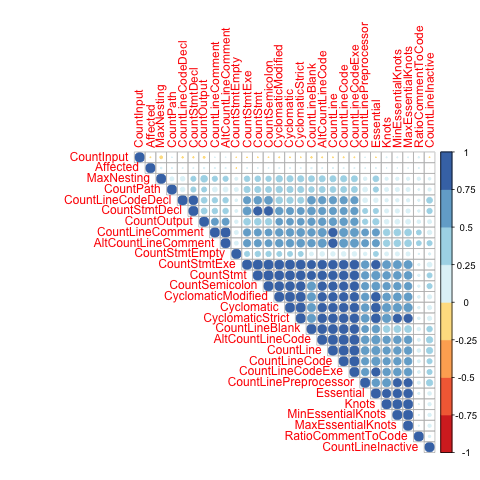 CountInput
Affected
MaxNesting
CountPath
CountLineCodeDecl
CountStmtDecl
CountOutput
CountLineComment
AltCountLineComment
CountStmtEmpty
CountStmtExe
CountStmt
CountSemicolon
CyclomaticModified
Cyclomatic
CyclomaticStrict
CountLineBlank
AltCountLineCode
CountLine
CountLineCode
CountLineCodeExe
CountLinePreprocessor
Essential
Knots
MinEssentialKnots
MaxEssentialKnots
RatioCommentToCode
CountLineInactive
CountInput
Affected
MaxNesting
CountPath
CountLineCodeDecl
CountStmtDecl
CountOutput
CountLineComment
AltCountLineComment
CountStmtEmpty
CountStmtExe
CountStmt
CountSemicolon
CyclomaticModified
Cyclomatic
CyclomaticStrict
CountLineBlank
AltCountLineCode
CountLine
CountLineCode
CountLineCodeExe
CountLinePreprocessor
Essential
Knots
MinEssentialKnots
MaxEssentialKnots
RatioCommentToCode
CountLineInactive
1
0.75
0.5
0.25
0
-0.25
-0.5
-0.75
-1